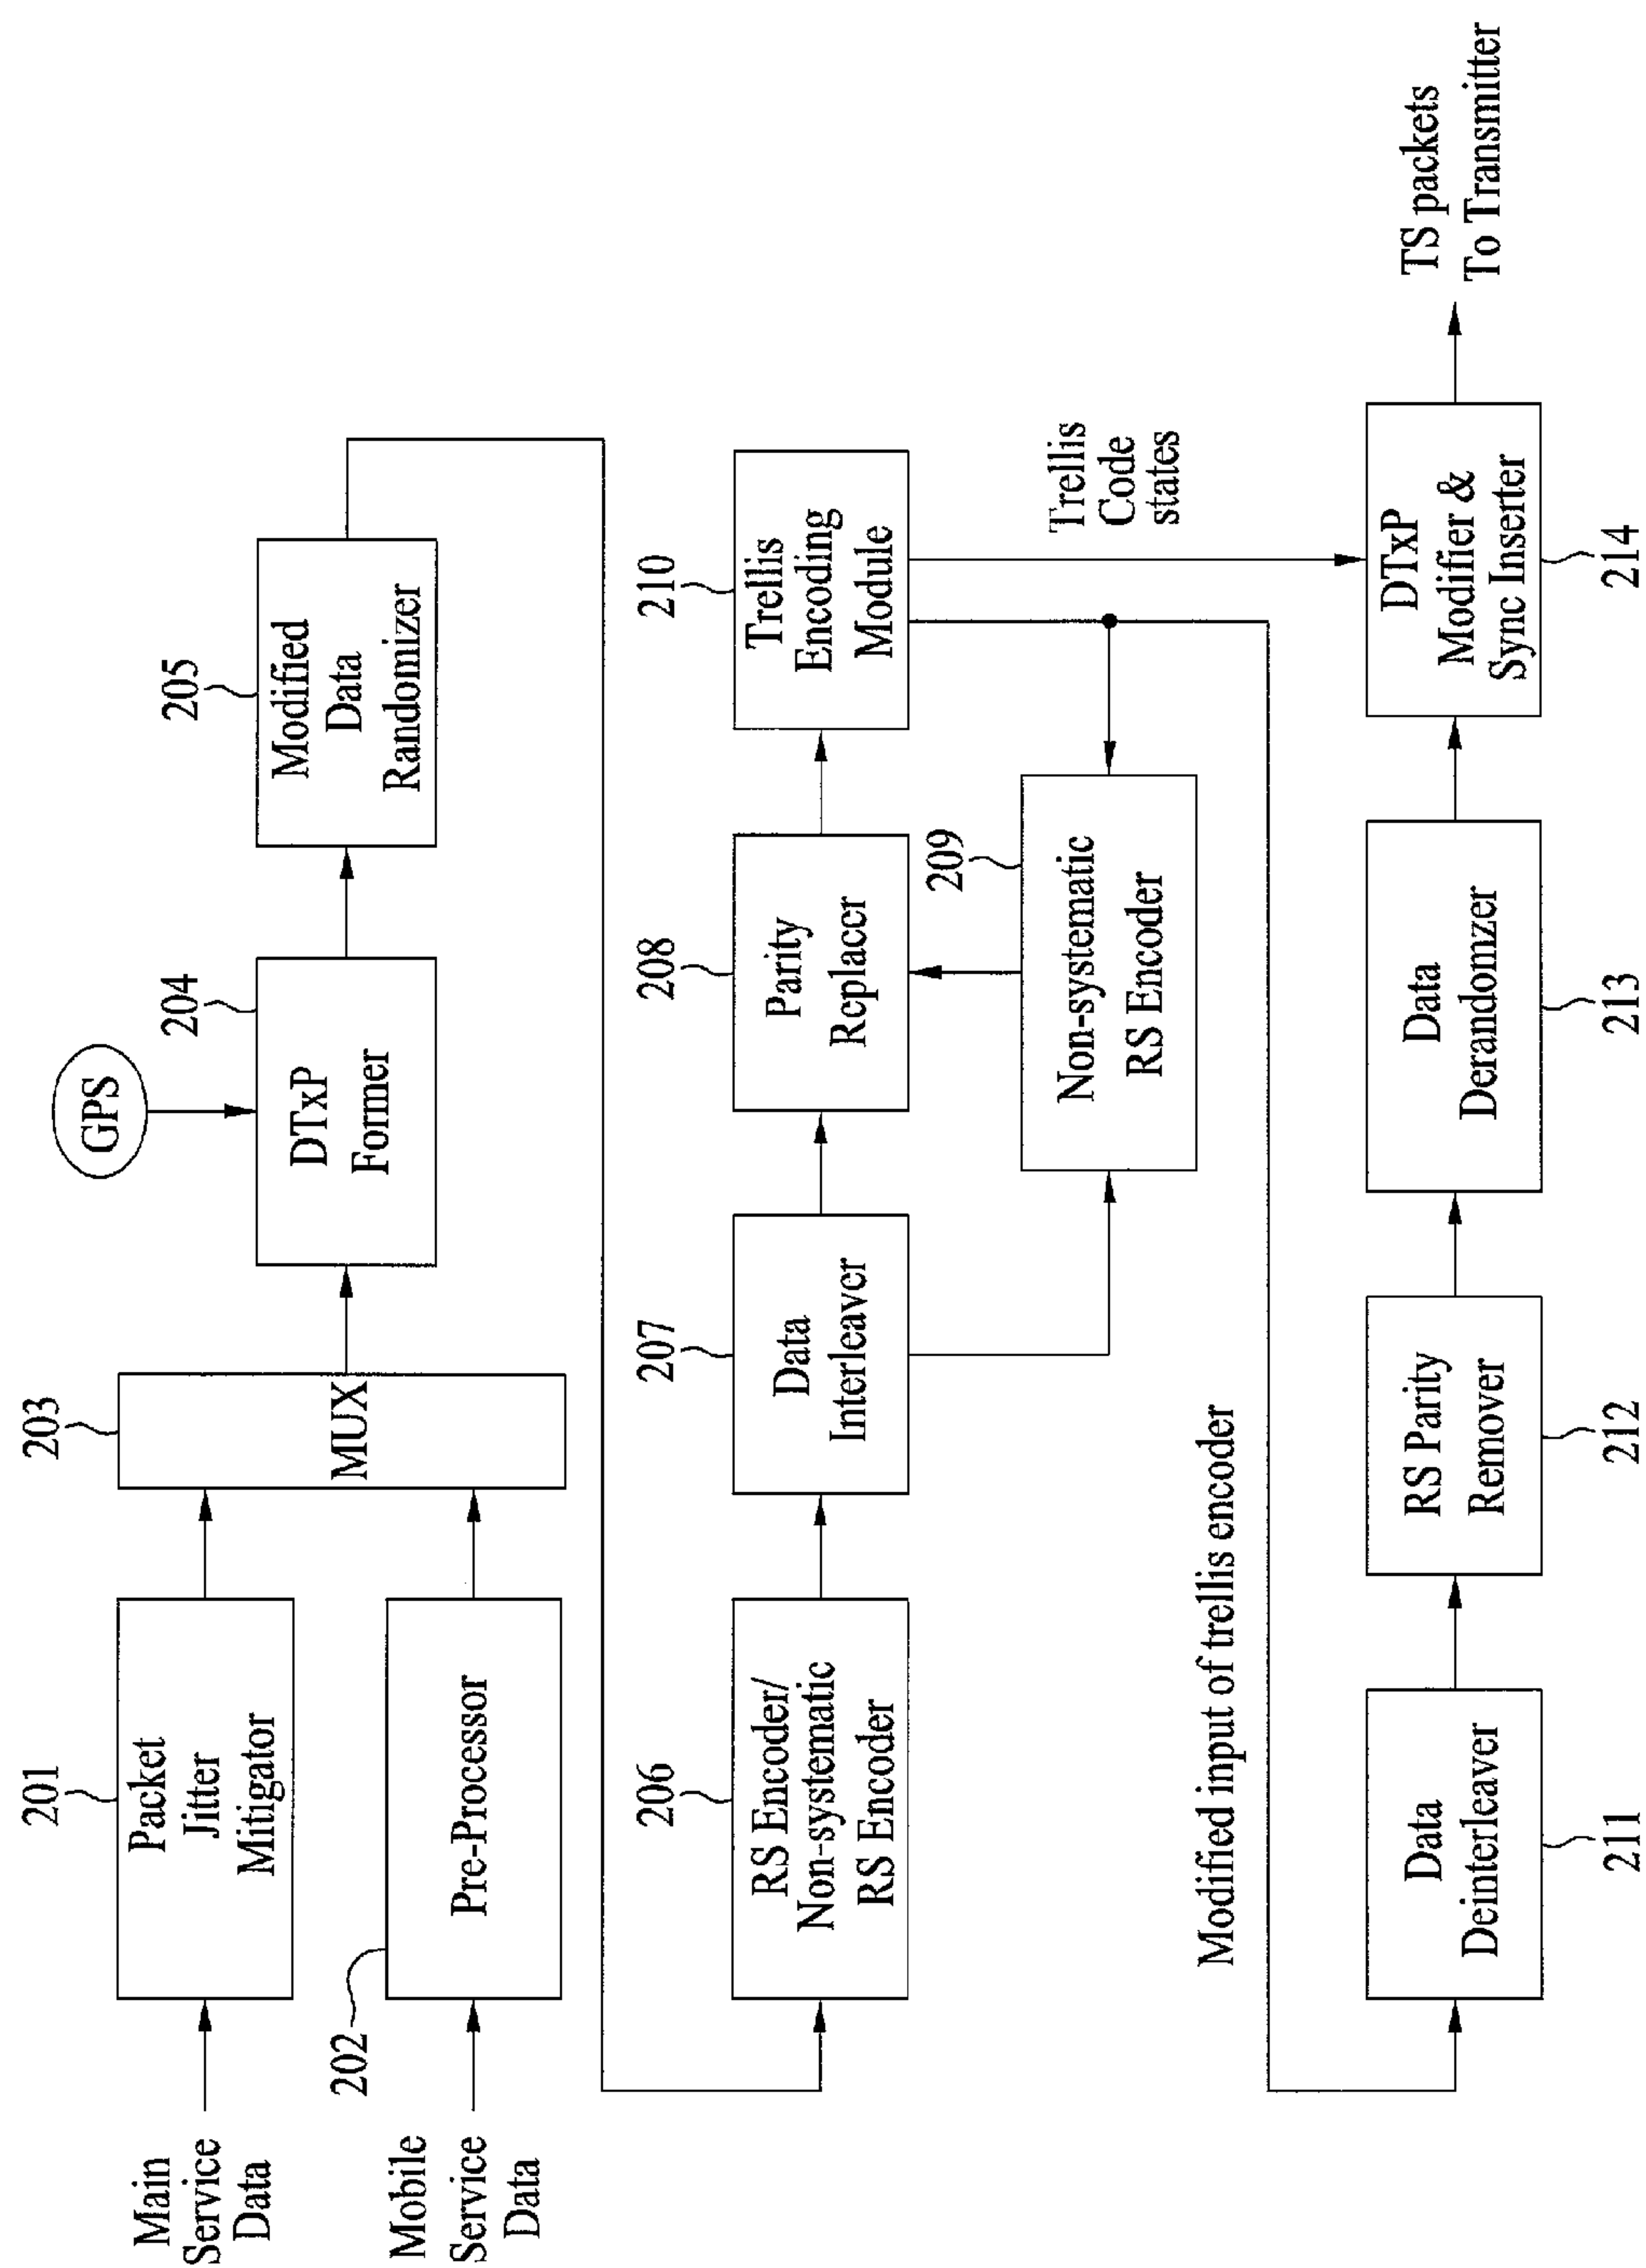 Main
Service
Data
201
Packet
Jitter
Mitigator
Mobile
Service
Data
202
Pre-Processor
203
MUX
GPS
204
DTxP
Former
205
Modified
Data
Randomizer
206
RS Encoder/
Non-systematic
RS Encoder
207
Data
Interleaver
208
Parity
Replaccr
209
Non-systematic
RS Encoder
210
Trellis
Encoding
Module
Trellis
Code
states
Modified input of trellis encoder
Data
Deinterleaver
211
RS Parity
Remover
212
Data
Derandomzer
213
DTxP
Modifier &
Sync Inserter
214
TS packets
To Transmitter